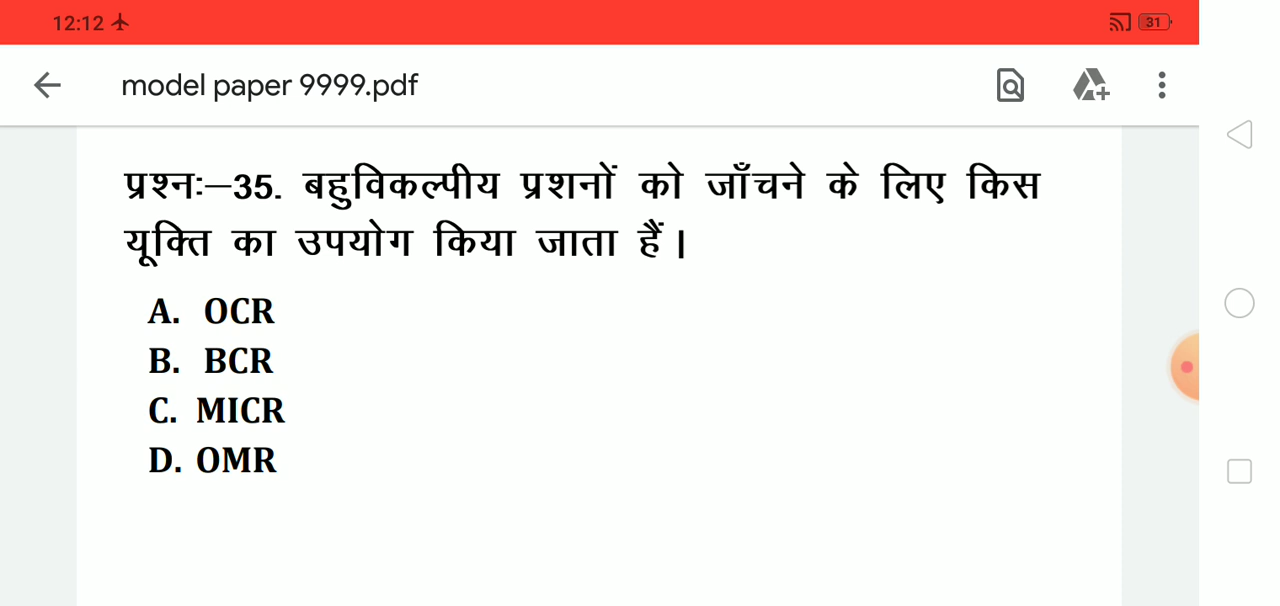 12:12
31
model paper 9999.pdf
प्रश्नः–35. बहुविकल्पीय प्रशनों को जाँचने के लिए किस
यूक्ति का उपयोग किया जाता हैं।
A. OCR
B. BCR
C. MICR
D. OMR